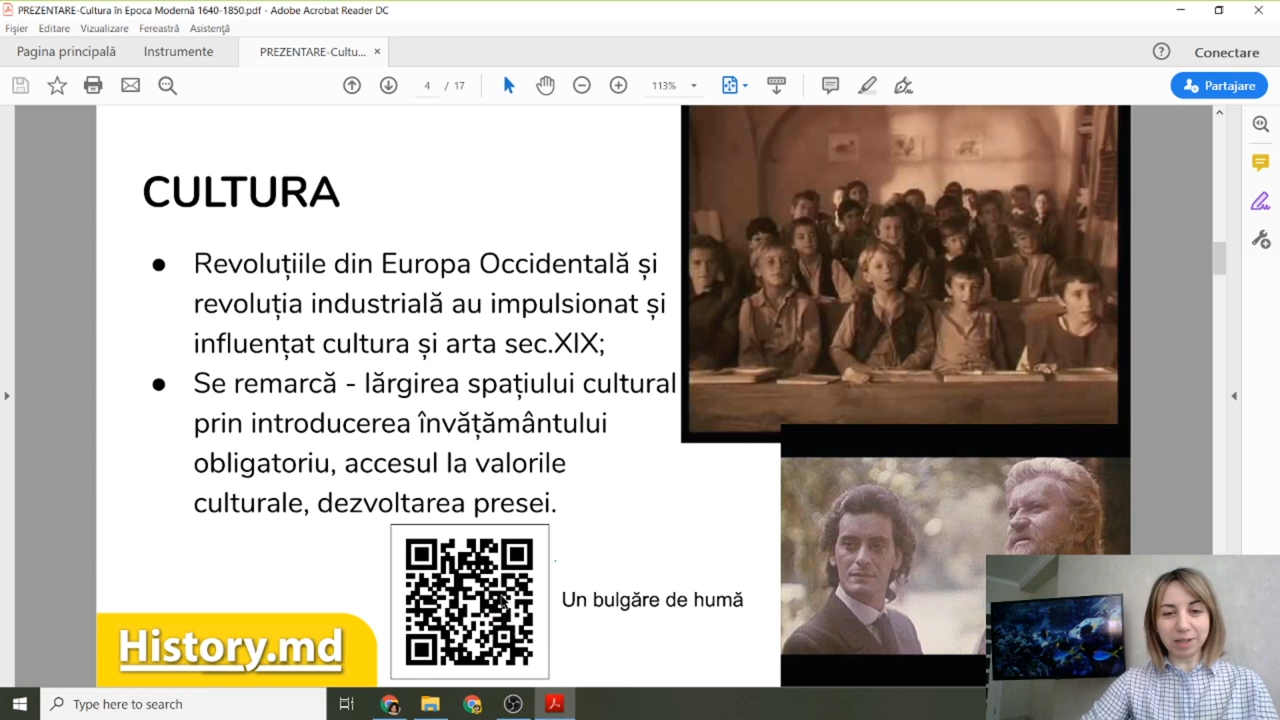 PREZENTARE-Cultura în Epoca Modernă 1640-1850.pdf - Adobe Acrobat Reader DC
Fișier Editare Vizualizare Fereastră Asistență
Pagina principală Instrumente PREZENTARE-Cultu... × Conectare
4 / 17 113% Partajare
CULTURA
● Revoluțiile din Europa Occidentală și
revoluția industrială au impulsionat și
influențat cultura și arta sec.XIX;
● Se remarcă - lărgirea spațiului cultural
prin introducerea învățământului
obligatoriu, accesul la valorile
culturale, dezvoltarea presei.
Un bulgăre de humă
History.md
Type here to search